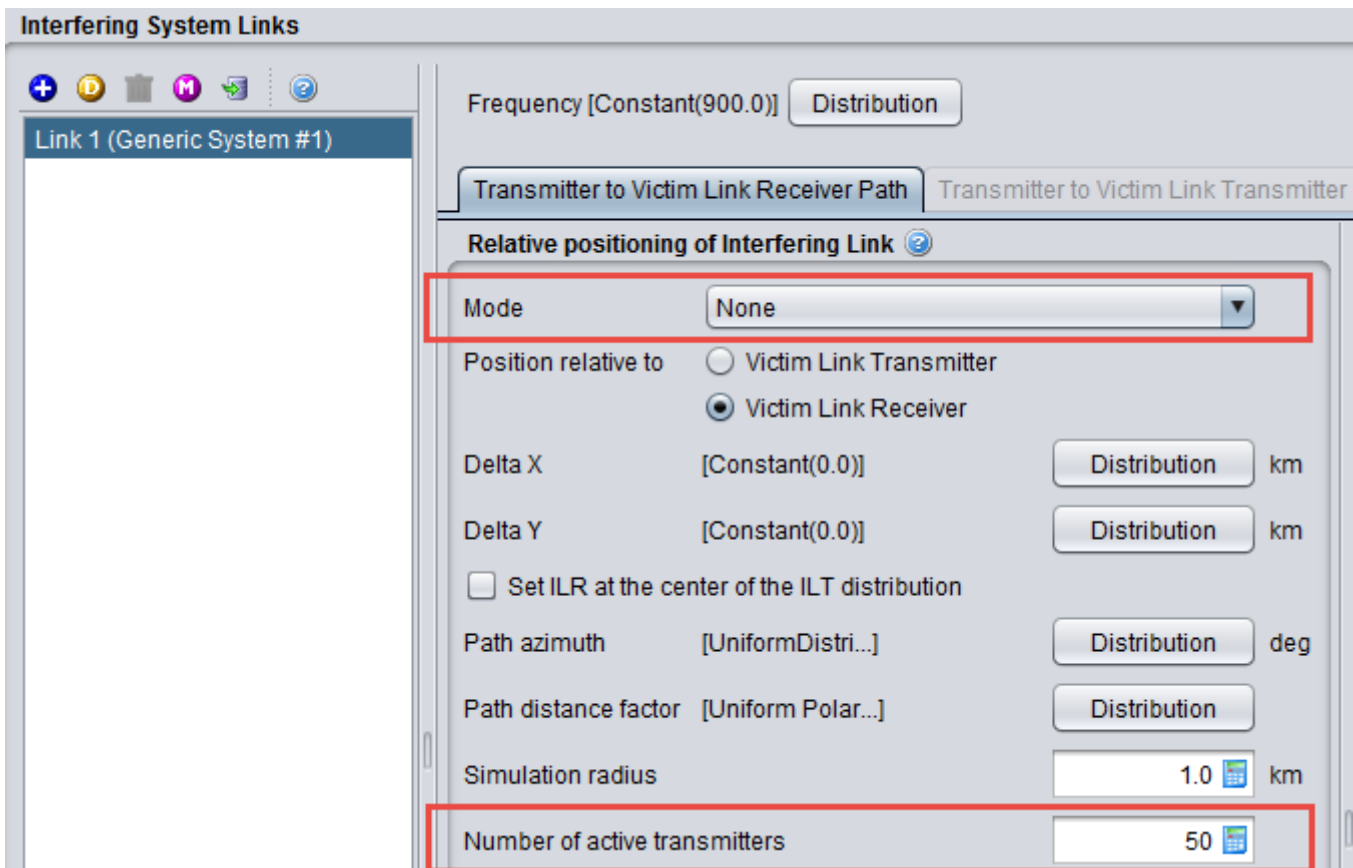 Interfering System Links
D M ?
Link 1 (Generic System #1)
Frequency [Constant(900.0)] Distribution
Transmitter to Victim Link Receiver Path Transmitter to Victim Link Transmitter
Relative positioning of Interfering Link ?
Mode None
Position relative to Victim Link Transmitter
Victim Link Receiver
Delta X [Constant(0.0)] Distribution km
Delta Y [Constant(0.0)] Distribution km
Set ILR at the center of the ILT distribution
Path azimuth [UniformDistri...] Distribution deg
Path distance factor [Uniform Polar...] Distribution
Simulation radius 1.0 km
Number of active transmitters 50